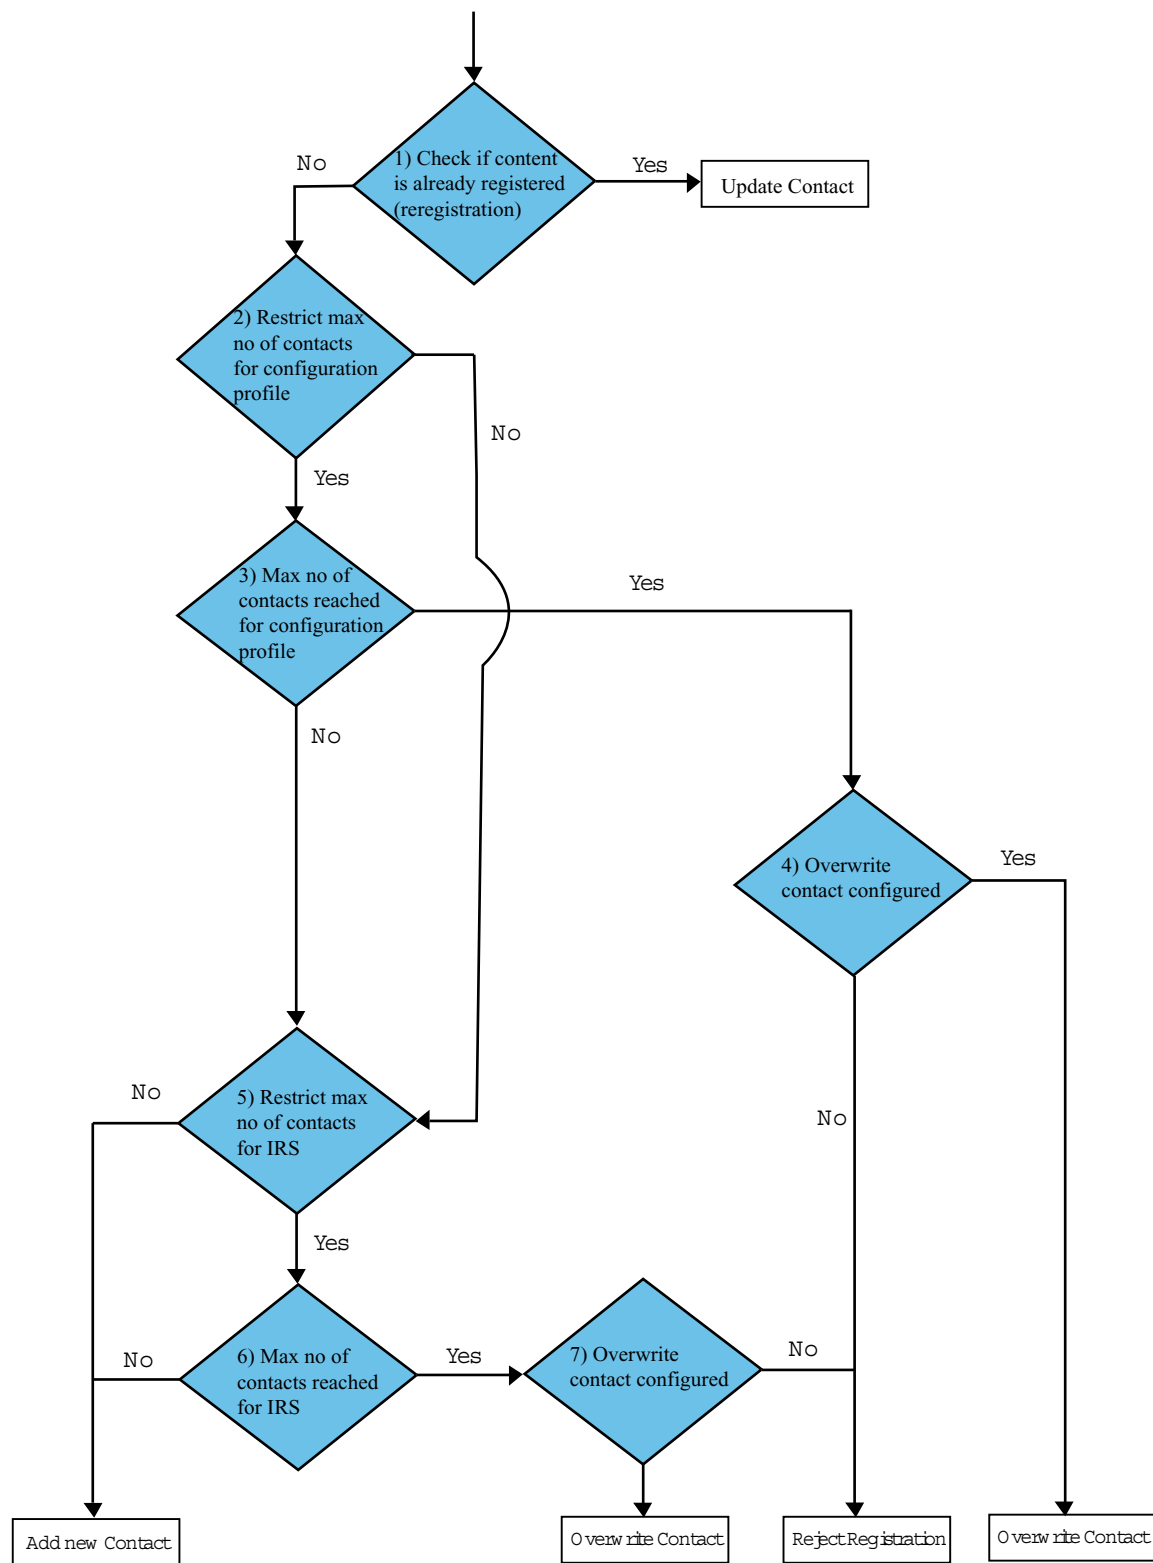 No
1) Check if content
is already registered
(reregistration)
Yes
Update Contact
2) Restrict max
no of contacts
for configuration
profile
No
Yes
3) Max no of
contacts reached
for configuration
profile
Yes
No
4) Overwrite
contact configured
Yes
No
5) Restrict max
no of contacts
for IRS
No
Yes
No
6) Max no of
contacts reached
for IRS
Yes
7) Overwrite
contact configured
No
Add new Contact
Overwrite Contact
Reject Registration
Overwrite Contact